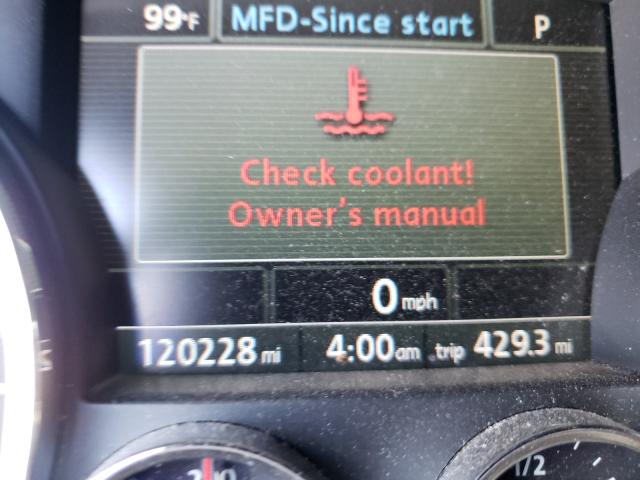 99°F MFD-Since start P
Check coolant!
Owner's manual
0 mph
120228 mi 4:00 am trip 429.3 mi
1/2